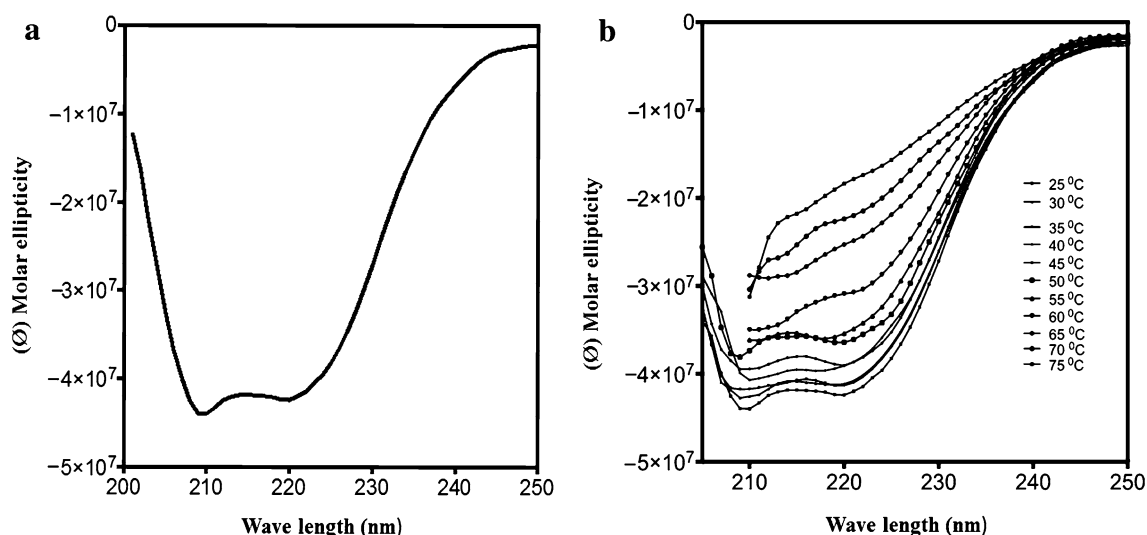 a
0
−1×10⁷
−2×10⁷
−3×10⁷
−4×10⁷
−5×10⁷
200 210 220 230 240 250
Wave length (nm)
(Ø) Molar ellipticity
b
0
−1×10⁷
−2×10⁷
−3×10⁷
−4×10⁷
−5×10⁷
210 220 230 240 250
Wave length (nm)
(Ø) Molar ellipticity
25 ⁰C
30 ⁰C
35 ⁰C
40 ⁰C
45 ⁰C
50 ⁰C
55 ⁰C
60 ⁰C
65 ⁰C
70 ⁰C
75 ⁰C